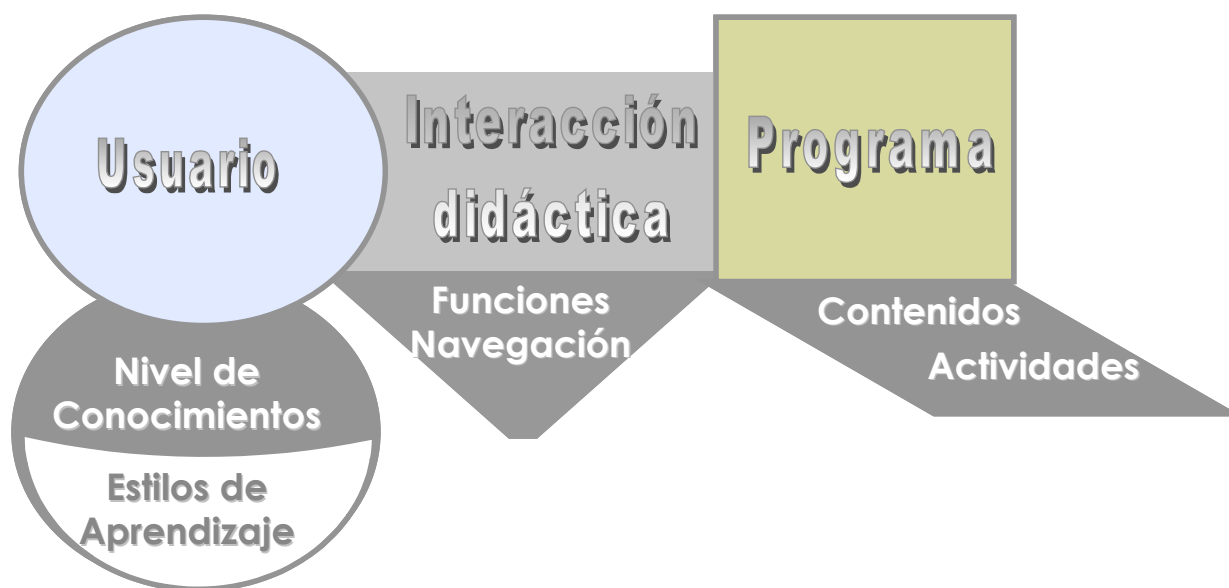 Usuario
Interacción
didáctica
Programa
Funciones
Navegación
Contenidos
Actividades
Nivel de
Conocimientos
Estilos de
Aprendizaje